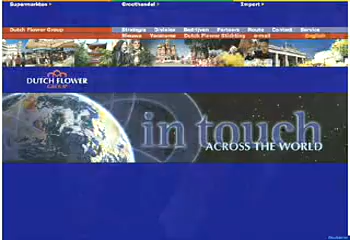 Supermarkten Groothandel Import
Dutch Flower Group Strategie Divisies Bedrijven Partners Route Contact Service
Nieuws Vacatures Dutch Flower Stichting e-mail English
DUTCH FLOWER
GROUP
in touch
ACROSS THE WORLD